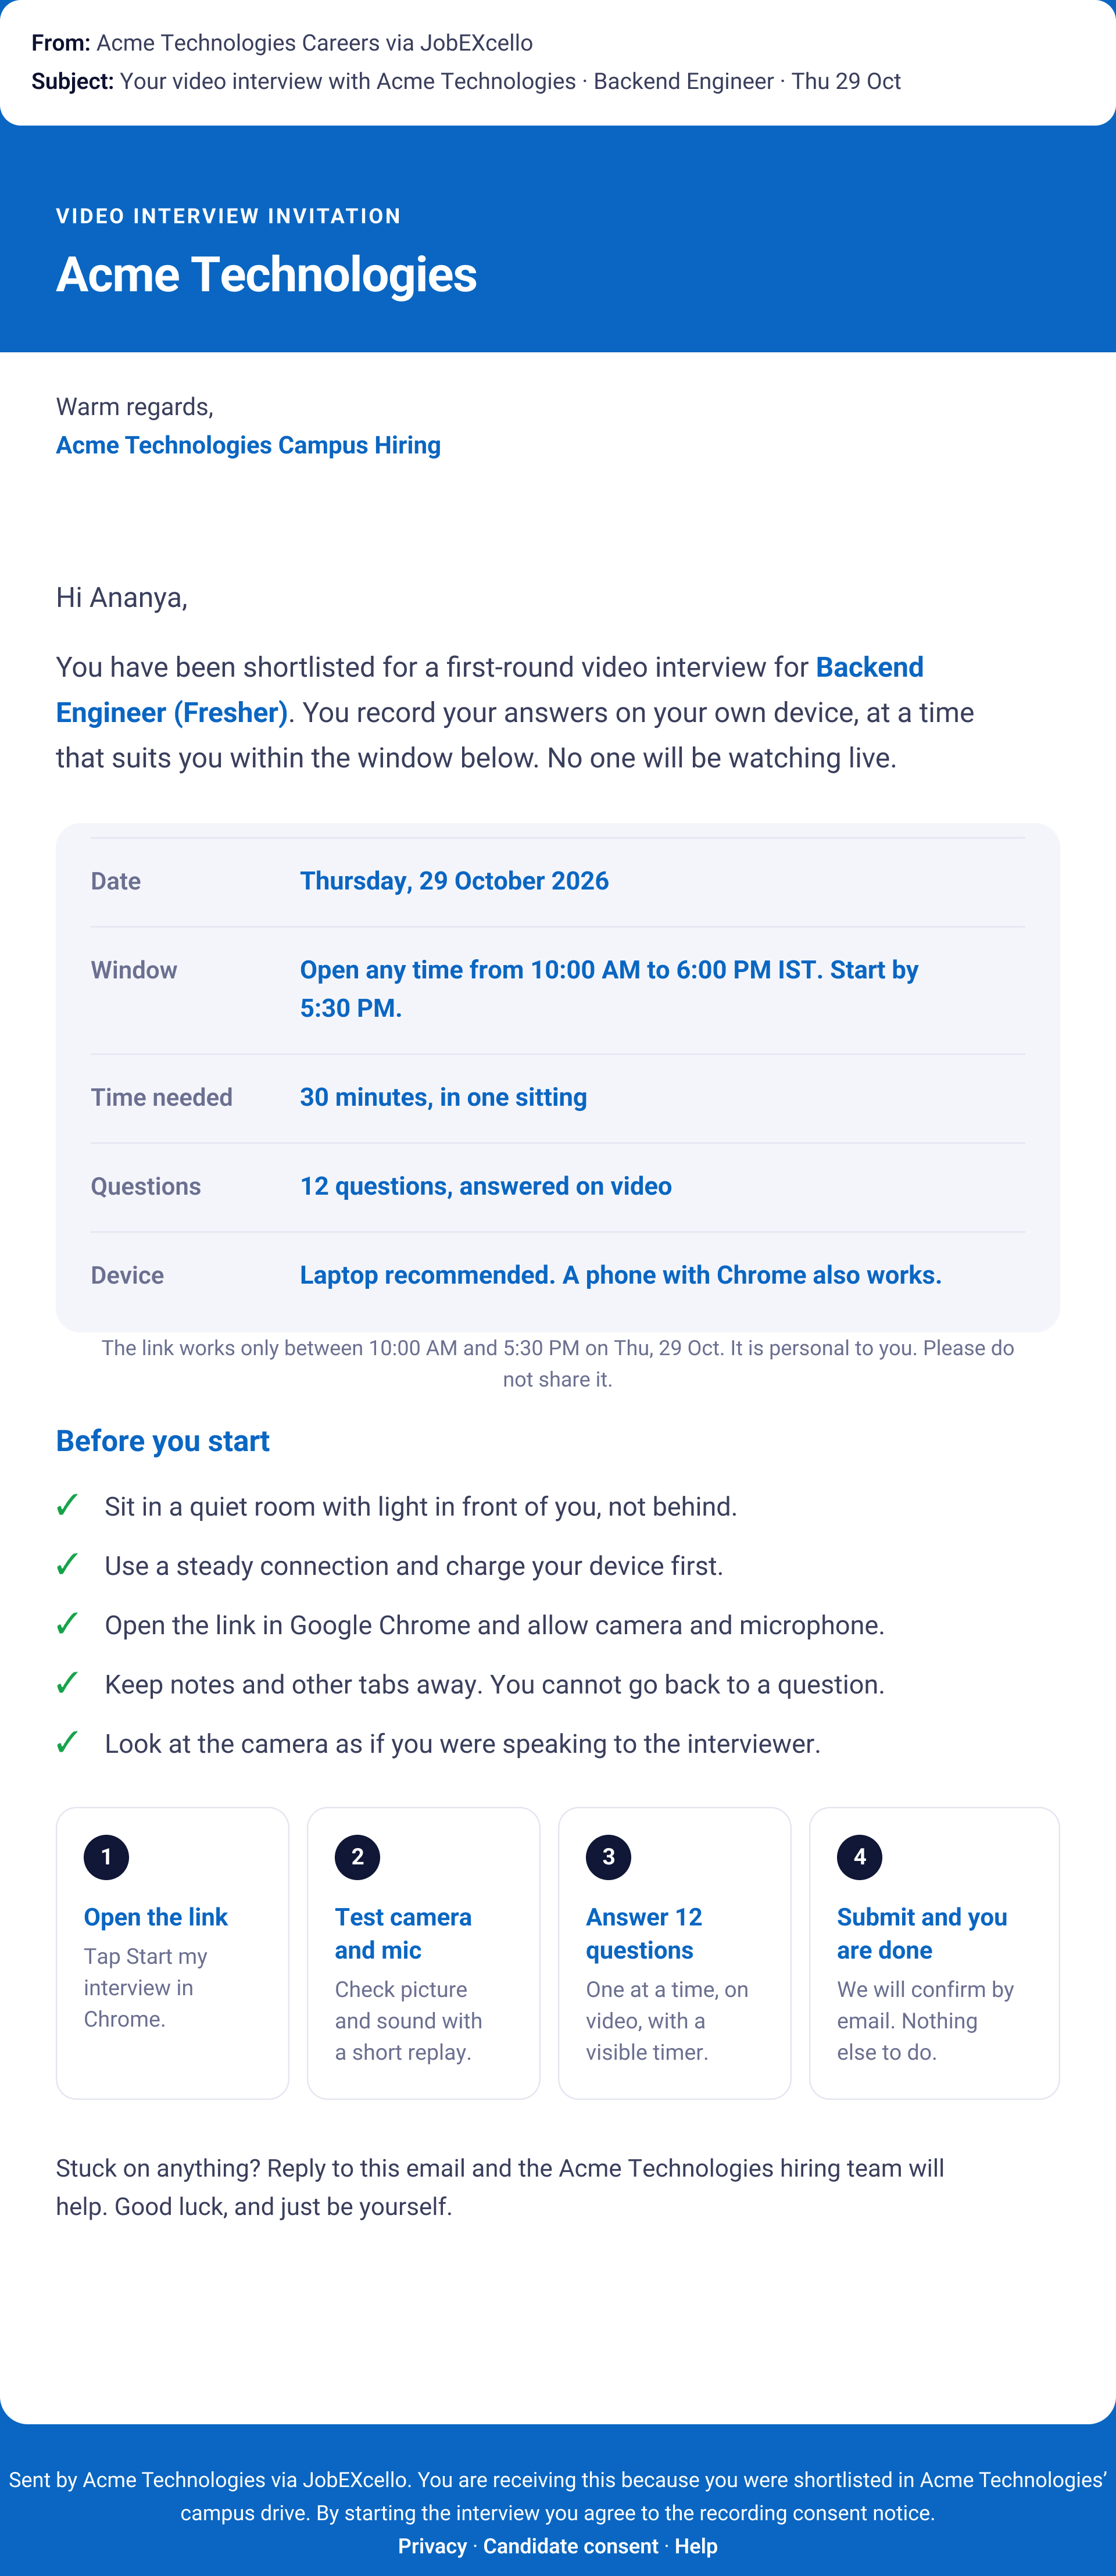 From: Acme Technologies Careers via JobEXcello
Subject: Your video interview with Acme Technologies · Backend Engineer · Thu 29 Oct
VIDEO INTERVIEW INVITATION
Acme Technologies
Warm regards,
Acme Technologies Campus Hiring
Hi Ananya,
You have been shortlisted for a first-round video interview for Backend
Engineer (Fresher). You record your answers on your own device, at a time
that suits you within the window below. No one will be watching live.
Date Thursday, 29 October 2026
Window Open any time from 10:00 AM to 6:00 PM IST. Start by
5:30 PM.
Time needed 30 minutes, in one sitting
Questions 12 questions, answered on video
Device Laptop recommended. A phone with Chrome also works.
The link works only between 10:00 AM and 5:30 PM on Thu, 29 Oct. It is personal to you. Please do
not share it.
Before you start
✓ Sit in a quiet room with light in front of you, not behind.
✓ Use a steady connection and charge your device first.
✓ Open the link in Google Chrome and allow camera and microphone.
✓ Keep notes and other tabs away. You cannot go back to a question.
✓ Look at the camera as if you were speaking to the interviewer.
1
Open the link
Tap Start my
interview in
Chrome.
2
Test camera
and mic
Check picture
and sound with
a short replay.
3
Answer 12
questions
One at a time, on
video, with a
visible timer.
4
Submit and you
are done
We will confirm by
email. Nothing
else to do.
Stuck on anything? Reply to this email and the Acme Technologies hiring team will
help. Good luck, and just be yourself.
Sent by Acme Technologies via JobEXcello. You are receiving this because you were shortlisted in Acme Technologies’
campus drive. By starting the interview you agree to the recording consent notice.
Privacy · Candidate consent · Help